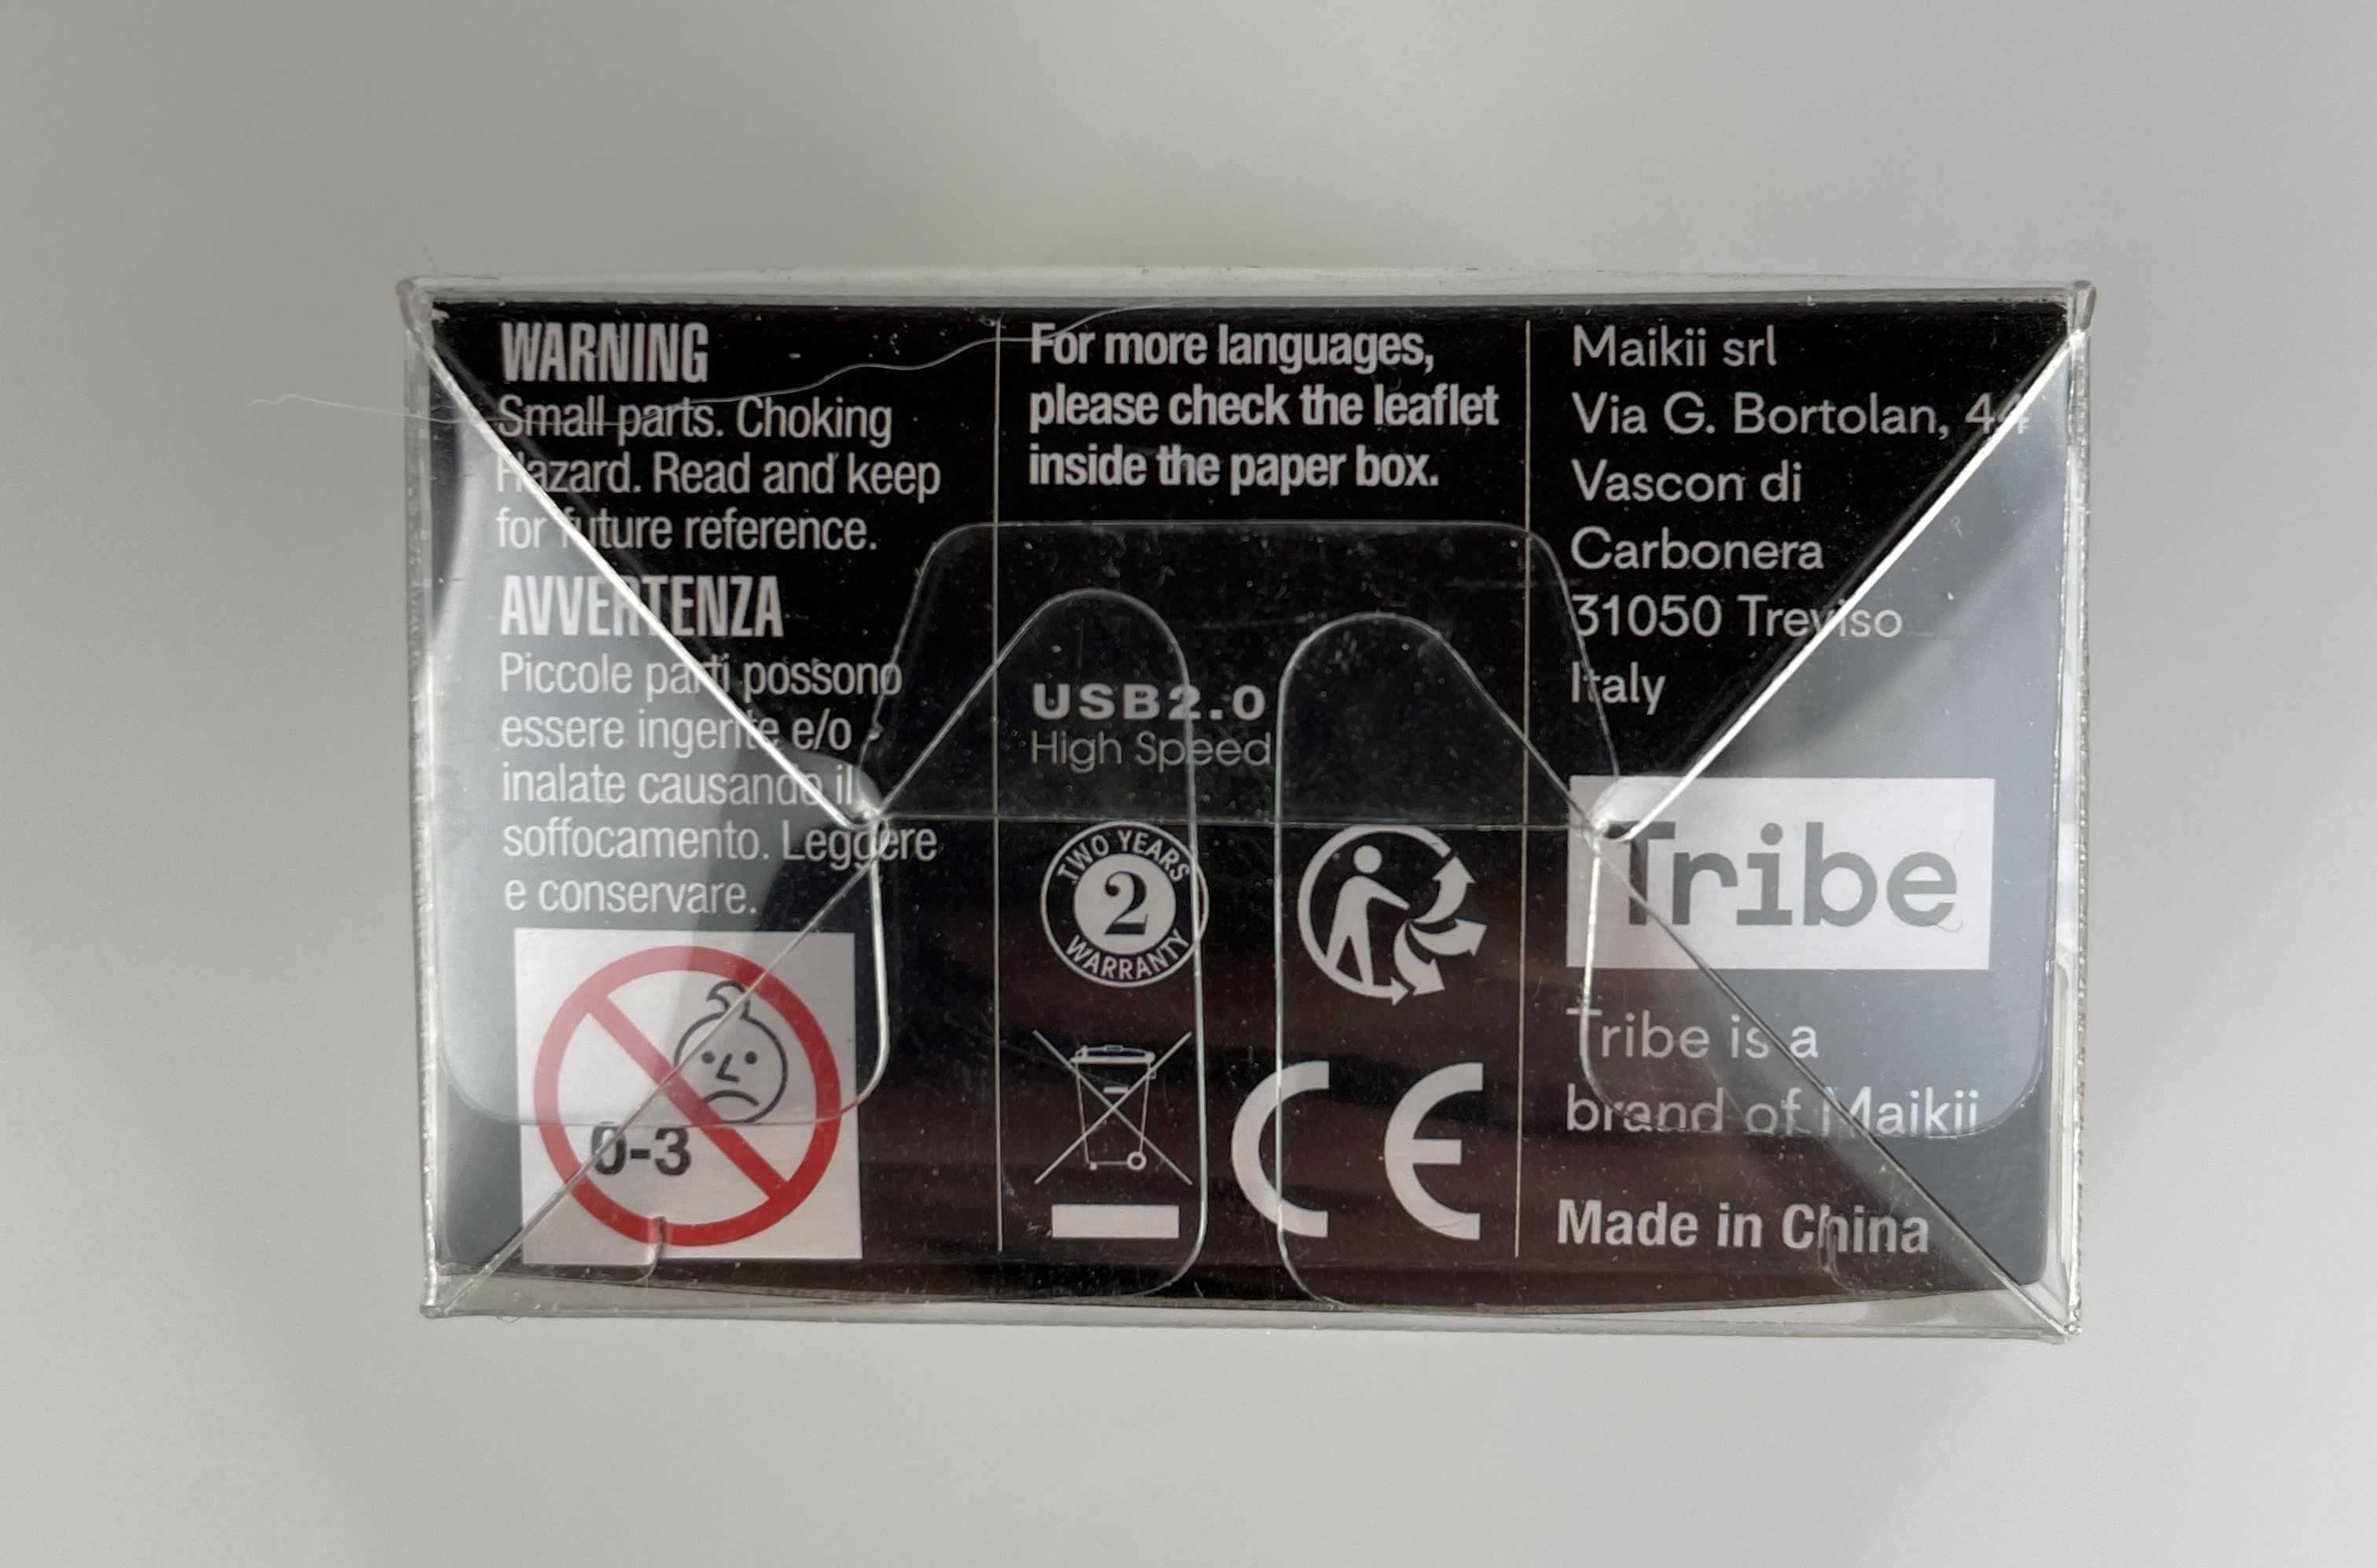 WARNING
Small parts. Choking
Hazard. Read and keep
for future reference.
AVVERTENZA
Piccole parti possono
essere ingerite e/o
inalate causando il
soffocamento. Leggere
e conservare.
0-3
For more languages,
please check the leaflet
inside the paper box.
USB2.0
High Speed
TWO YEARS
2
WARRANTY
CE
Maikii srl
Via G. Bortolan, 44
Vascon di
Carbonera
31050 Treviso
Italy
Tribe
Tribe is a
brand of Maikii
Made in China